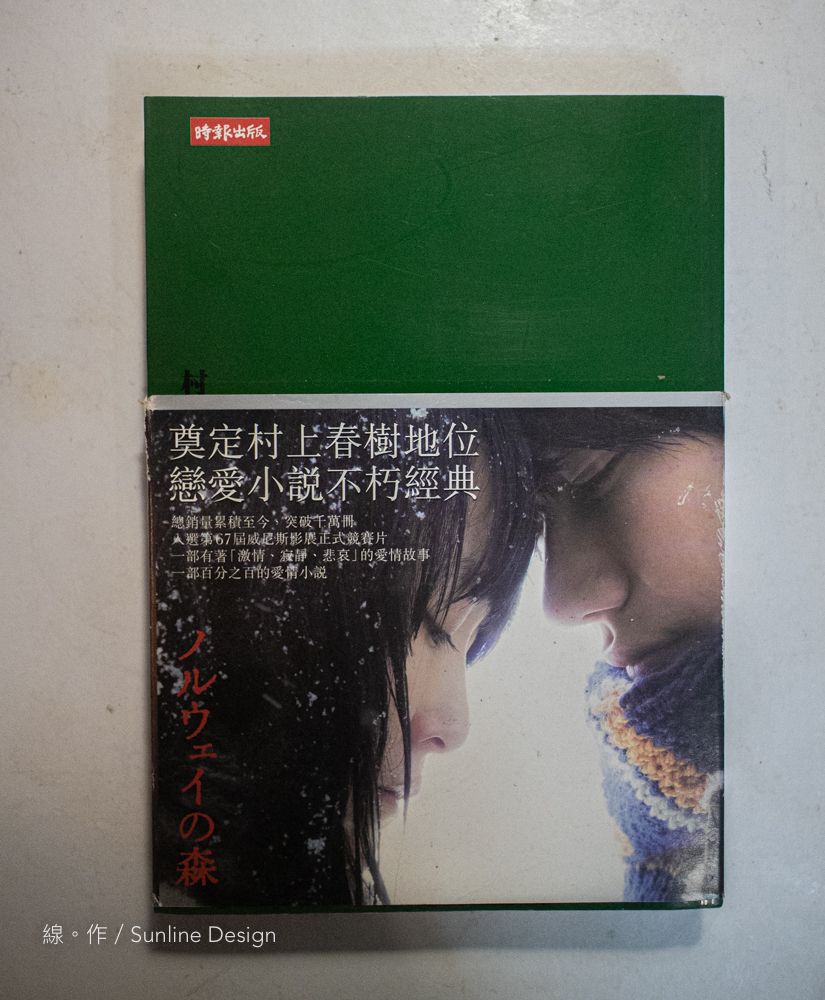 時報出版
村
奠定村上春樹地位
戀愛小說不朽經典
總銷量累積至今、突破千萬冊
入選第67屆威尼斯影展正式競賽片
一部有著「激情、寂靜、悲哀」的愛情故事
一部百分之百的愛情小說
ノルウェイの森
線。作 / Sunline Design